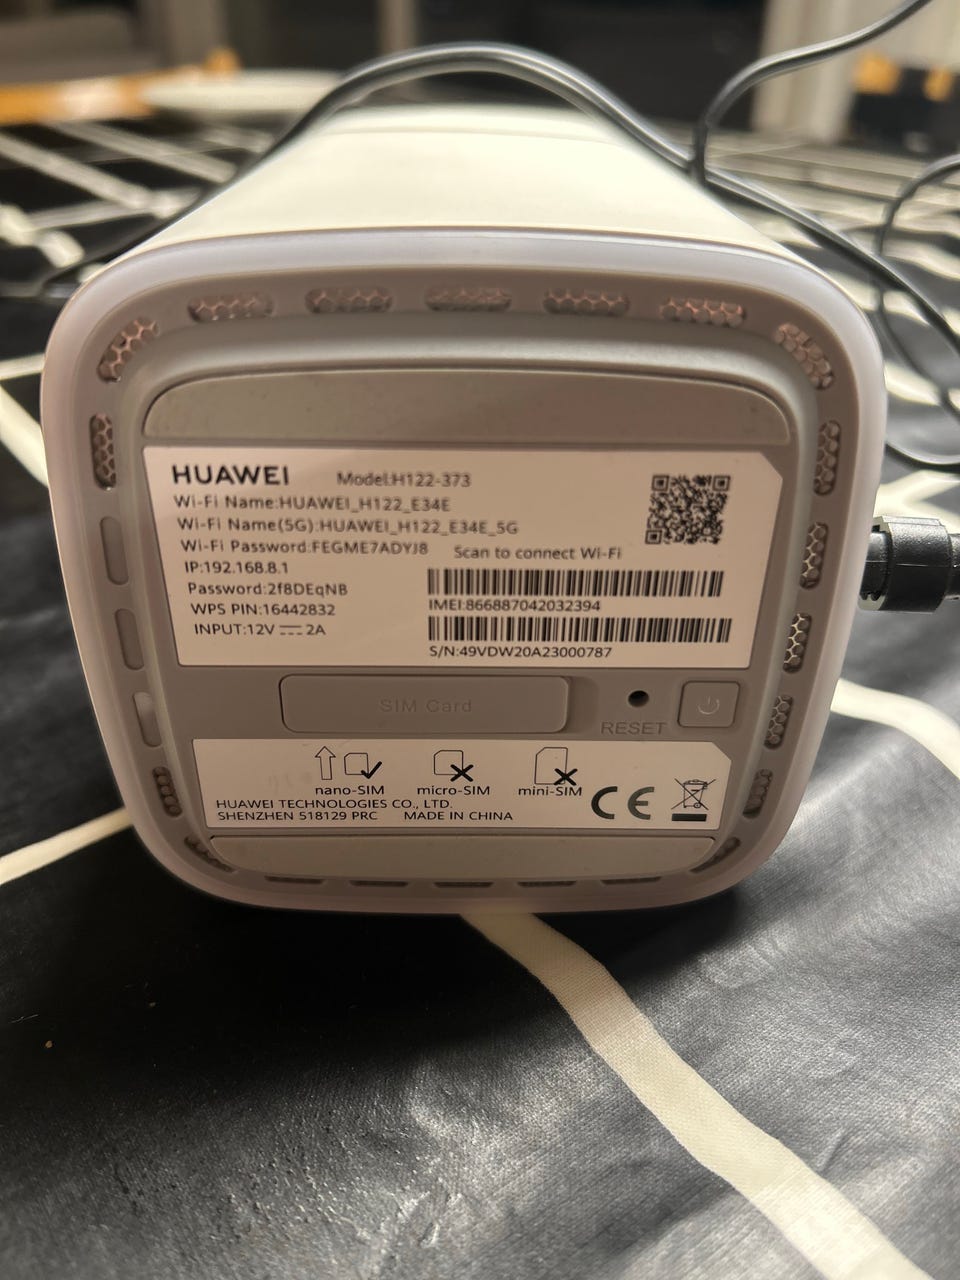 HUAWEI Model:H122-373
Wi-Fi Name:HUAWEI_H122_E34E
Wi-Fi Name(5G):HUAWEI_H122_E34E_5G
Wi-Fi Password:FEGME7ADYJ8 Scan to connect Wi-Fi
IP:192.168.8.1
Password:2f8DEqNB
IMEI:866887042032394
WPS PIN:16442832
INPUT:12V ⎓ 2A
S/N:49VDW20A23000787
SIM Card
RESET
nano-SIM micro-SIM mini-SIM
HUAWEI TECHNOLOGIES CO., LTD.
SHENZHEN 518129 PRC MADE IN CHINA
CE